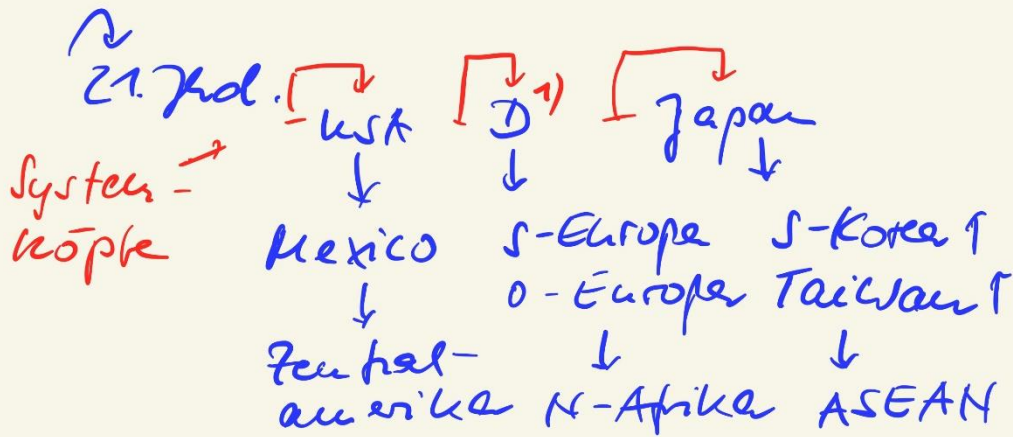 21. Jhd. USA D 1) Japan
System-
köpfe
Mexico S-Europa S-Korea ↑
O-Europa Taiwan ↑
Zentral-
amerika N-Afrika ASEAN